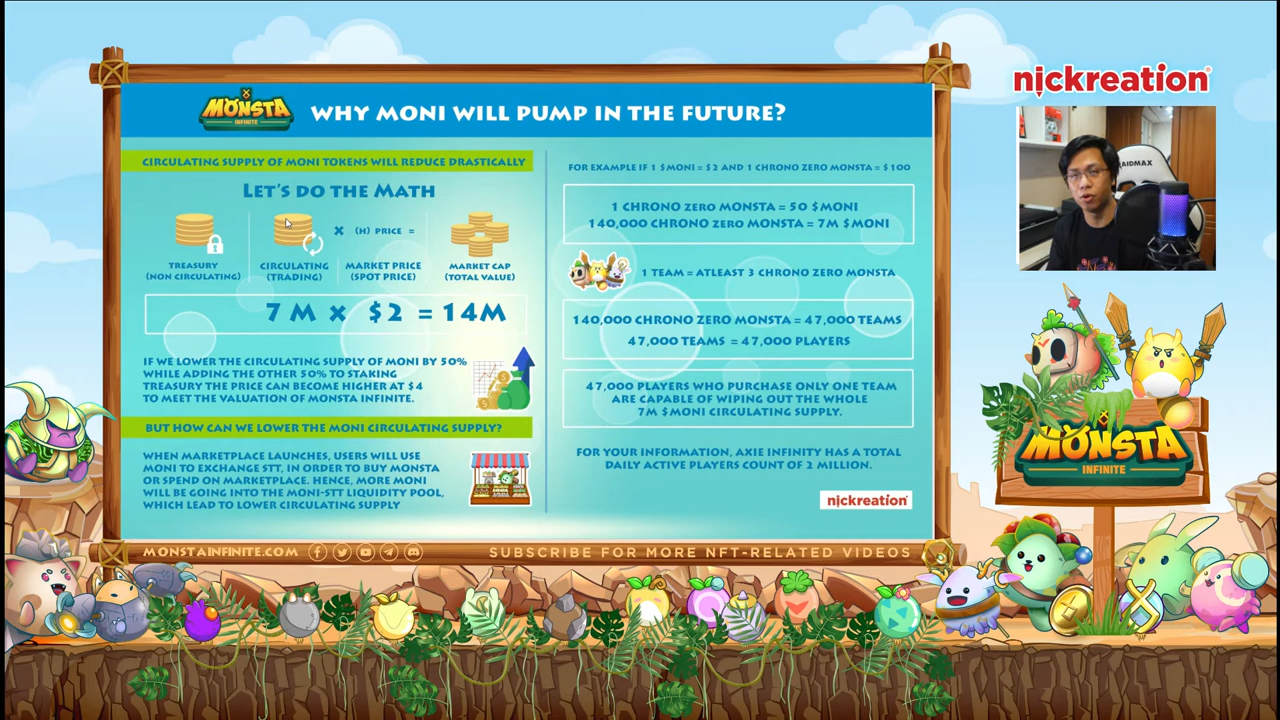 nickreation
MONSTA
INFINITE
WHY MONI WILL PUMP IN THE FUTURE?
CIRCULATING SUPPLY OF MONI TOKENS WILL REDUCE DRASTICALLY
LET'S DO THE MATH
x (H) PRICE =
TREASURY
(NON CIRCULATING)
CIRCULATING
(TRADING)
MARKET PRICE
(SPOT PRICE)
MARKET CAP
(TOTAL VALUE)
7M x $2 = 14M
IF WE LOWER THE CIRCULATING SUPPLY OF MONI BY 50%
WHILE ADDING THE OTHER 50% TO STAKING
TREASURY THE PRICE CAN BECOME HIGHER AT $4
TO MEET THE VALUATION OF MONSTA INFINITE.
BUT HOW CAN WE LOWER THE MONI CIRCULATING SUPPLY?
WHEN MARKETPLACE LAUNCHES, USERS WILL USE
MONI TO EXCHANGE STT, IN ORDER TO BUY MONSTA
OR SPEND ON MARKETPLACE. HENCE, MORE MONI
WILL BE GOING INTO THE MONI-STT LIQUIDITY POOL,
WHICH LEAD TO LOWER CIRCULATING SUPPLY
FOR EXAMPLE IF 1 $MONI = $2 AND 1 CHRONO ZERO MONSTA = $100
1 CHRONO ZERO MONSTA = 50 $MONI
140,000 CHRONO ZERO MONSTA = 7M $MONI
1 TEAM = ATLEAST 3 CHRONO ZERO MONSTA
140,000 CHRONO ZERO MONSTA = 47,000 TEAMS
47,000 TEAMS = 47,000 PLAYERS
47,000 PLAYERS WHO PURCHASE ONLY ONE TEAM
ARE CAPABLE OF WIPING OUT THE WHOLE
7M $MONI CIRCULATING SUPPLY.
FOR YOUR INFORMATION, AXIE INFINITY HAS A TOTAL
DAILY ACTIVE PLAYERS COUNT OF 2 MILLION.
nickreation
MONSTAINFINITE.COM
SUBSCRIBE FOR MORE NFT-RELATED VIDEOS
RAIDMAX
MONSTA
INFINITE